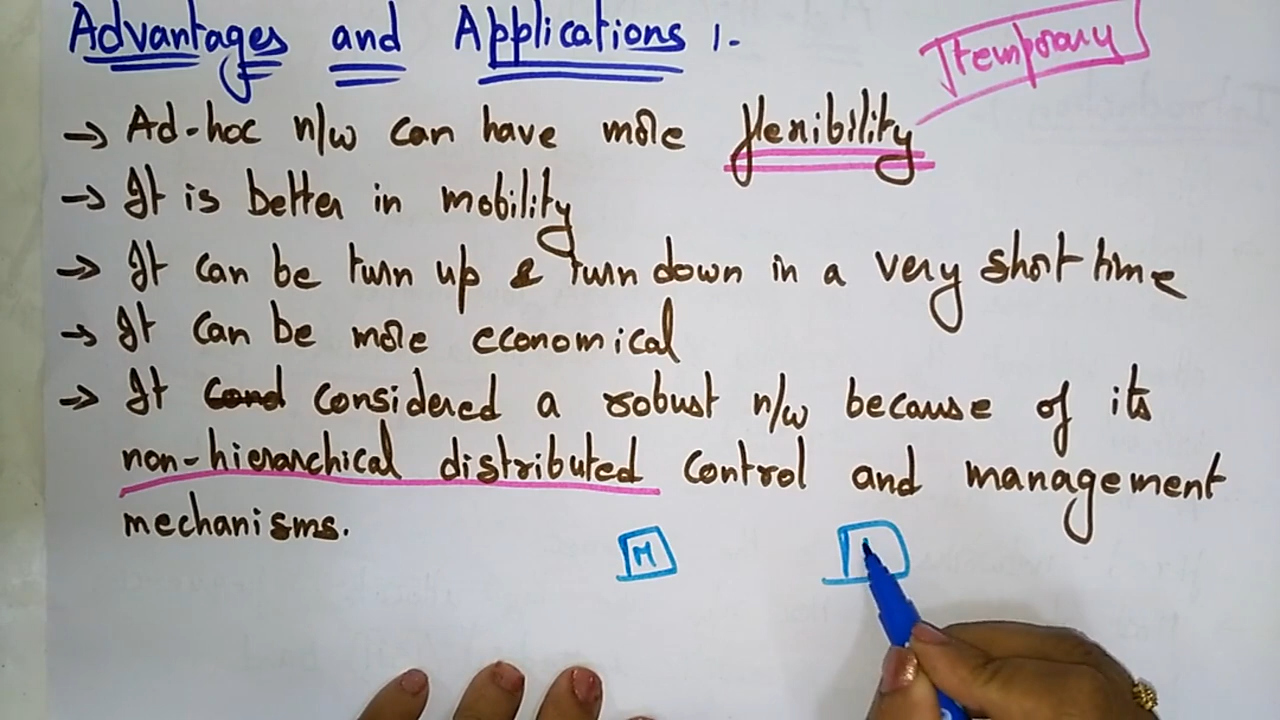 Advantages and Applications :-
Temporary
→ Ad-hoc n/w can have more flexibility
→ It is better in mobility
→ It can be turn up & turn down in a very short time
→ It can be more economical
→ It cond considered a robust n/w because of its
non-hierarchical distributed control and management
mechanisms.
M